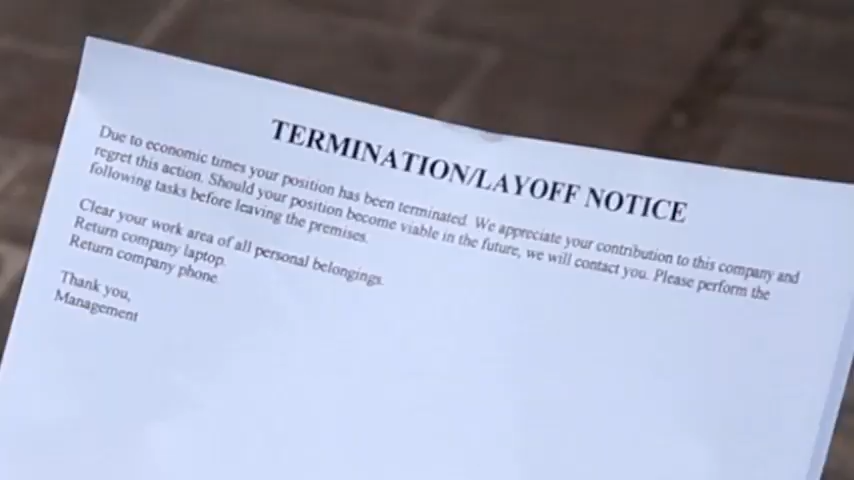 TERMINATION/LAYOFF NOTICE
Due to economic times your position has been terminated. We appreciate your contribution to this company and
regret this action. Should your position become viable in the future, we will contact you. Please perform the
following tasks before leaving the premises.
Clear your work area of all personal belongings.
Return company laptop.
Return company phone.
Thank you,
Management